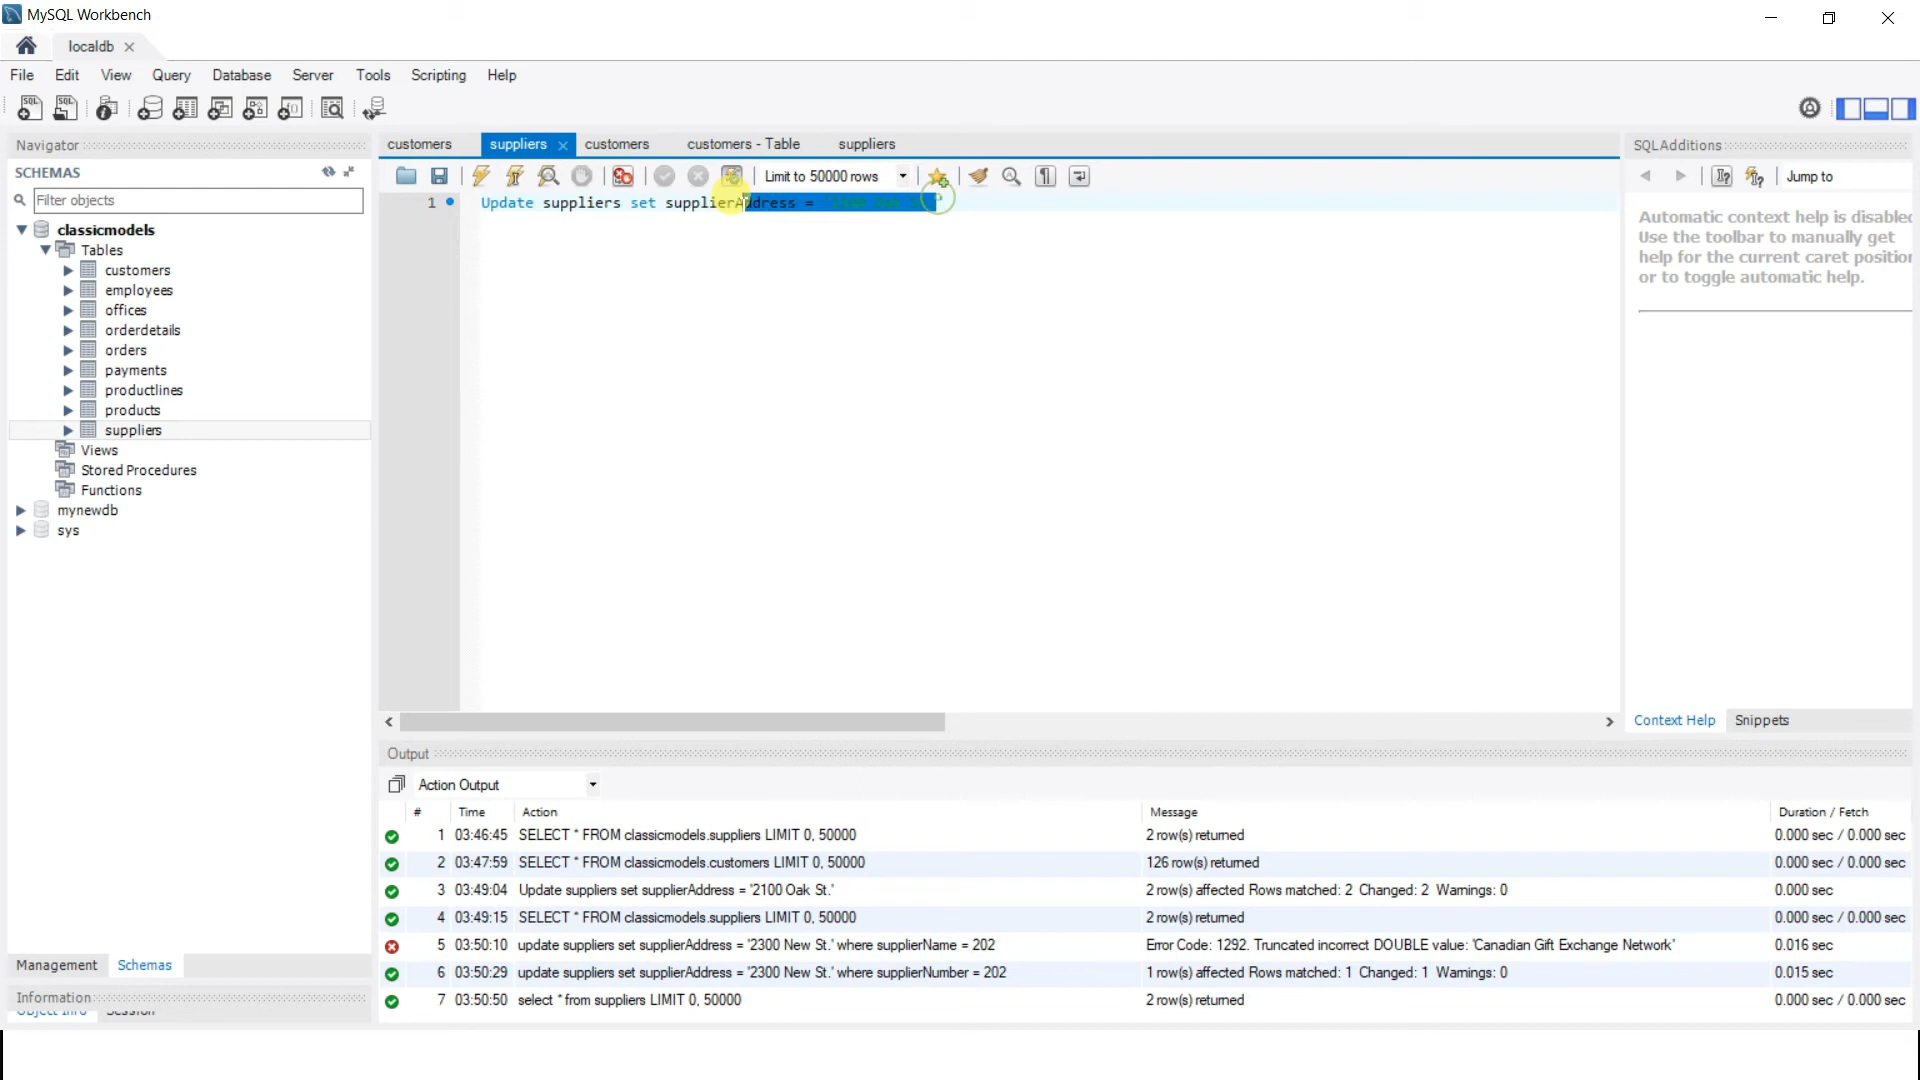 MySQL Workbench
localdb
File Edit View Query Database Server Tools Scripting Help
Navigator
SCHEMAS
Filter objects
classicmodels
Tables
customers
employees
offices
orderdetails
orders
payments
productlines
products
suppliers
Views
Stored Procedures
Functions
mynewdb
sys
Management Schemas
Information
Object Info Session
customers suppliers customers customers - Table suppliers
Limit to 50000 rows
1 Update suppliers set supplierAddress =
SQLAdditions
Jump to
Automatic context help is disabled
Use the toolbar to manually get
help for the current caret position
or to toggle automatic help.
Context Help Snippets
Output
Action Output
# Time Action Message Duration / Fetch
1 03:46:45 SELECT * FROM classicmodels.suppliers LIMIT 0, 50000 2 row(s) returned 0.000 sec / 0.000 sec
2 03:47:59 SELECT * FROM classicmodels.customers LIMIT 0, 50000 126 row(s) returned 0.000 sec / 0.000 sec
3 03:49:04 Update suppliers set supplierAddress = '2100 Oak St.' 2 row(s) affected Rows matched: 2 Changed: 2 Warnings: 0 0.000 sec
4 03:49:15 SELECT * FROM classicmodels.suppliers LIMIT 0, 50000 2 row(s) returned 0.000 sec / 0.000 sec
5 03:50:10 update suppliers set supplierAddress = '2300 New St.' where supplierName = 202 Error Code: 1292. Truncated incorrect DOUBLE value: 'Canadian Gift Exchange Network' 0.016 sec
6 03:50:29 update suppliers set supplierAddress = '2300 New St.' where supplierNumber = 202 1 row(s) affected Rows matched: 1 Changed: 1 Warnings: 0 0.015 sec
7 03:50:50 select * from suppliers LIMIT 0, 50000 2 row(s) returned 0.000 sec / 0.000 sec